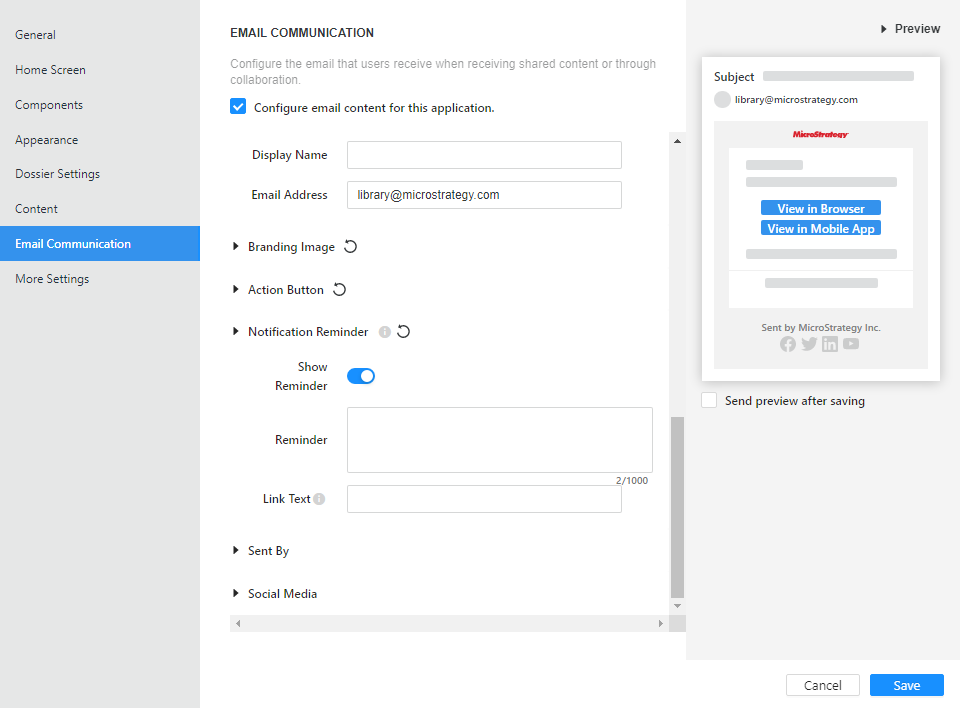 General
Home Screen
Components
Appearance
Dossier Settings
Content
Email Communication
More Settings
EMAIL COMMUNICATION
Configure the email that users receive when receiving shared content or through
collaboration.
Configure email content for this application.
Display Name
Email Address
library@microstrategy.com
Branding Image
Action Button
Notification Reminder
Show
Reminder
Reminder
2/1000
Link Text
Sent By
Social Media
Preview
Subject
library@microstrategy.com
MicroStrategy
View in Browser
View in Mobile App
Sent by MicroStrategy Inc.
Send preview after saving
Cancel
Save